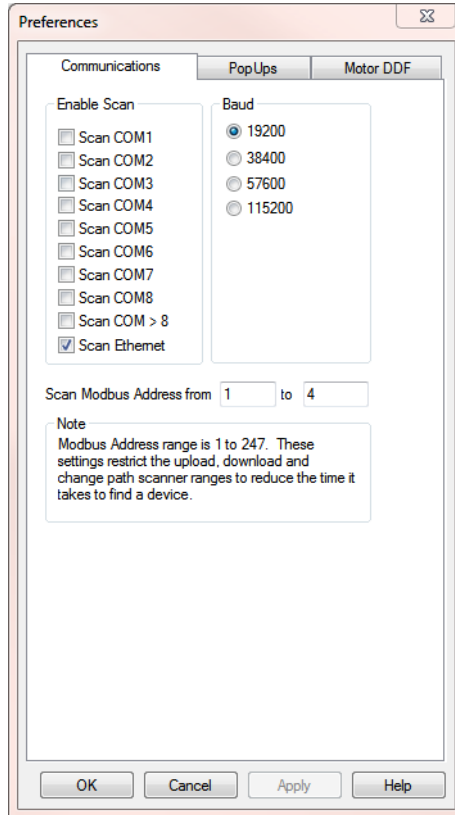 Preferences
Communications
PopUps
Motor DDF
Enable Scan
Scan COM1
Scan COM2
Scan COM3
Scan COM4
Scan COM5
Scan COM6
Scan COM7
Scan COM8
Scan COM > 8
Scan Ethernet
Baud
19200
38400
57600
115200
Scan Modbus Address from 1 to 4
Note
Modbus Address range is 1 to 247. These
settings restrict the upload, download and
change path scanner ranges to reduce the time it
takes to find a device.
OK
Cancel
Apply
Help